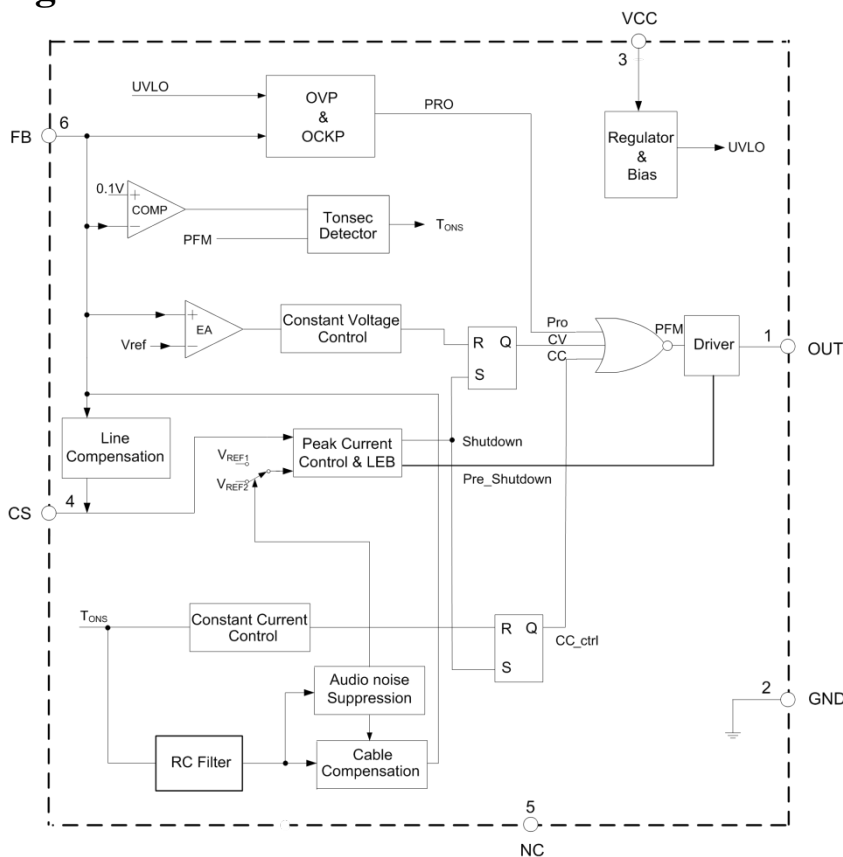 g
VCC
3
UVLO
OVP
&
OCKP
PRO
Regulator
&
Bias
UVLO
FB
6
0.1V
+
COMP
−
PFM
Tonsec
Detector
TONS
+
EA
−
Vref
Constant Voltage
Control
R
Q
S
Pro
CV
CC
PFM
Driver
1
OUT
Line
Compensation
VREF1
VREF2
Peak Current
Control & LEB
Shutdown
Pre_Shutdown
CS
4
TONS
Constant Current
Control
R
Q
S
CC_ctrl
Audio noise
Suppression
2
GND
RC Filter
Cable
Compensation
5
NC